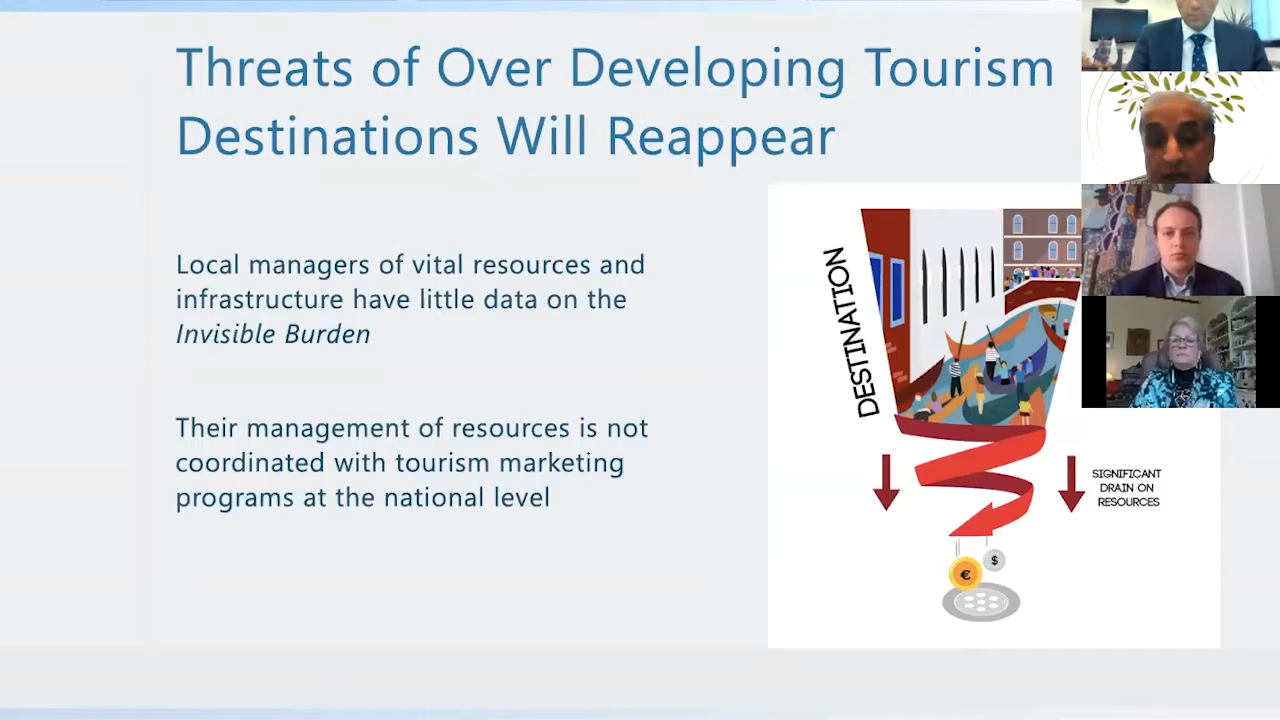 Threats of Over Developing Tourism
Destinations Will Reappear
Local managers of vital resources and
infrastructure have little data on the
Invisible Burden
Their management of resources is not
coordinated with tourism marketing
programs at the national level
DESTINATION
SIGNIFICANT
DRAIN ON
RESOURCES
€
$